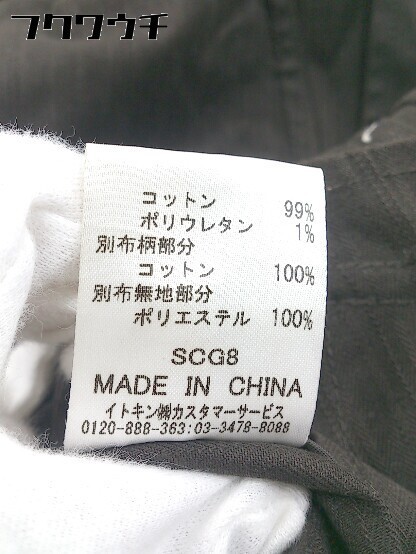 フクワウチ
コットン 99%
ポリウレタン 1%
別布柄部分
コットン 100%
別布無地部分
ポリエステル 100%
SCG8
MADE IN CHINA
イトキン㈱カスタマーサービス
0120-888-363:03-3478-8088